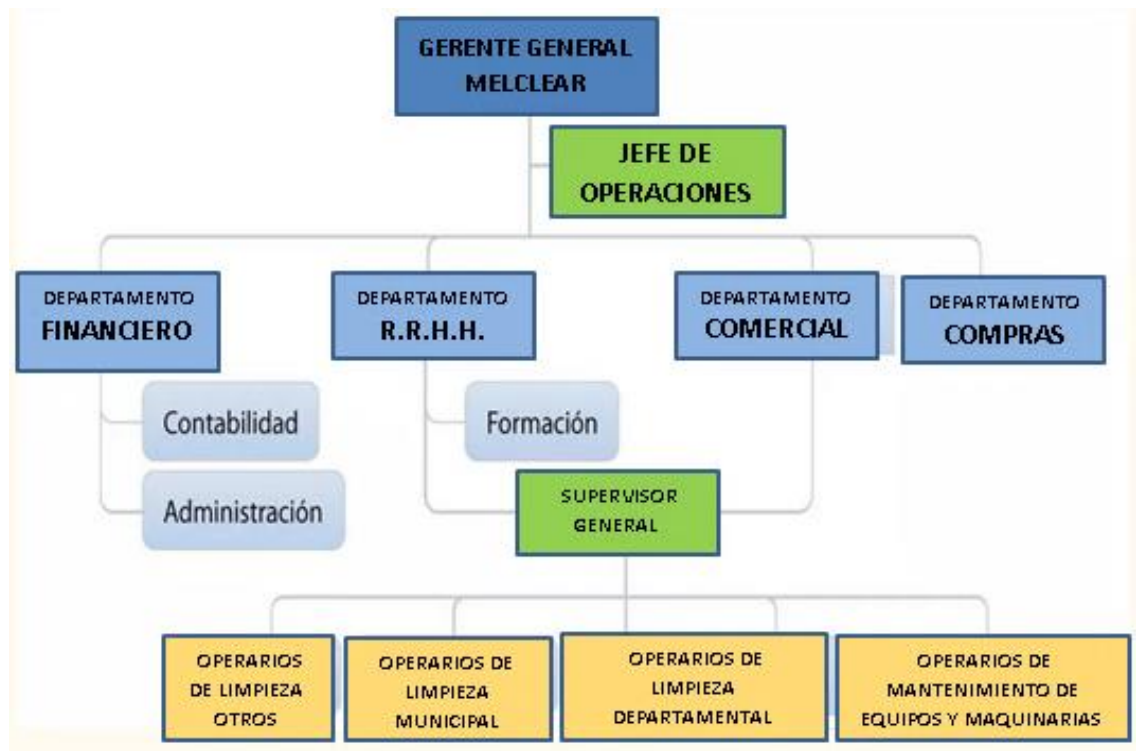 GERENTE GENERAL
MELCLEAR
JEFE DE
OPERACIONES
DEPARTAMENTO
FINANCIERO
DEPARTAMENTO
R.R.H.H.
DEPARTAMENTO
COMERCIAL
DEPARTAMENTO
COMPRAS
Contabilidad
Formación
Administración
SUPERVISOR
GENERAL
OPERARIOS
DE LIMPIEZA
OTROS
OPERARIOS DE
LIMPIEZA
MUNICIPAL
OPERARIOS DE
LIMPIEZA
DEPARTAMENTAL
OPERARIOS DE
MANTENIMIENTO DE
EQUIPOS Y MAQUINARIAS